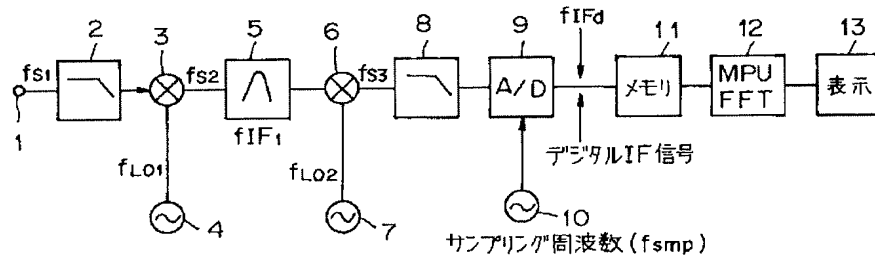 fIFd
2 3 5 6 8 9 11 12 13
fS1 fS2 fS3 A/D メモリ MPU 表示
FFT
1 fIF1
fLO1 fLO2 デジタルIF信号
4 7 10
サンプリング周波数(fsmp)